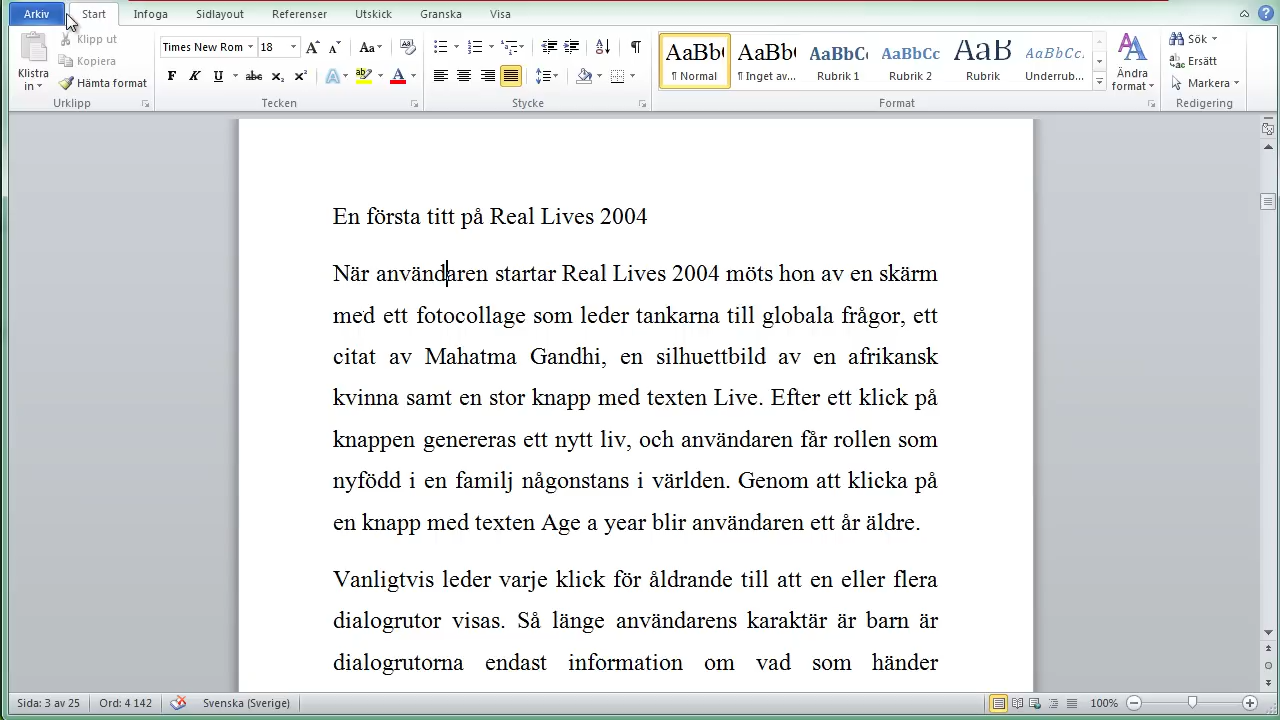 Arkiv Start Infoga Sidlayout Referenser Utskick Granska Visa
Klistra in
Klipp ut
Kopiera
Hämta format
Urklipp
Times New Rom 18
Tecken
Stycke
AaBb( AaBb( AaBbC( AaBbCc AaB AaBbCc.
¶ Normal ¶ Inget av... Rubrik 1 Rubrik 2 Rubrik Underru...
Format
Ändra format
Sök
Ersätt
Markera
Redigering
En första titt på Real Lives 2004
När användaren startar Real Lives 2004 möts hon av en skärm
med ett fotocollage som leder tankarna till globala frågor, ett
citat av Mahatma Gandhi, en silhuettbild av en afrikansk
kvinna samt en stor knapp med texten Live. Efter ett klick på
knappen genereras ett nytt liv, och användaren får rollen som
nyfödd i en familj någonstans i världen. Genom att klicka på
en knapp med texten Age a year blir användaren ett år äldre.
Vanligtvis leder varje klick för åldrande till att en eller flera
dialogrutor visas. Så länge användarens karaktär är barn är
dialogrutorna endast information om vad som händer
Sida: 3 av 25 Ord: 4 142 Svenska (Sverige) 100%